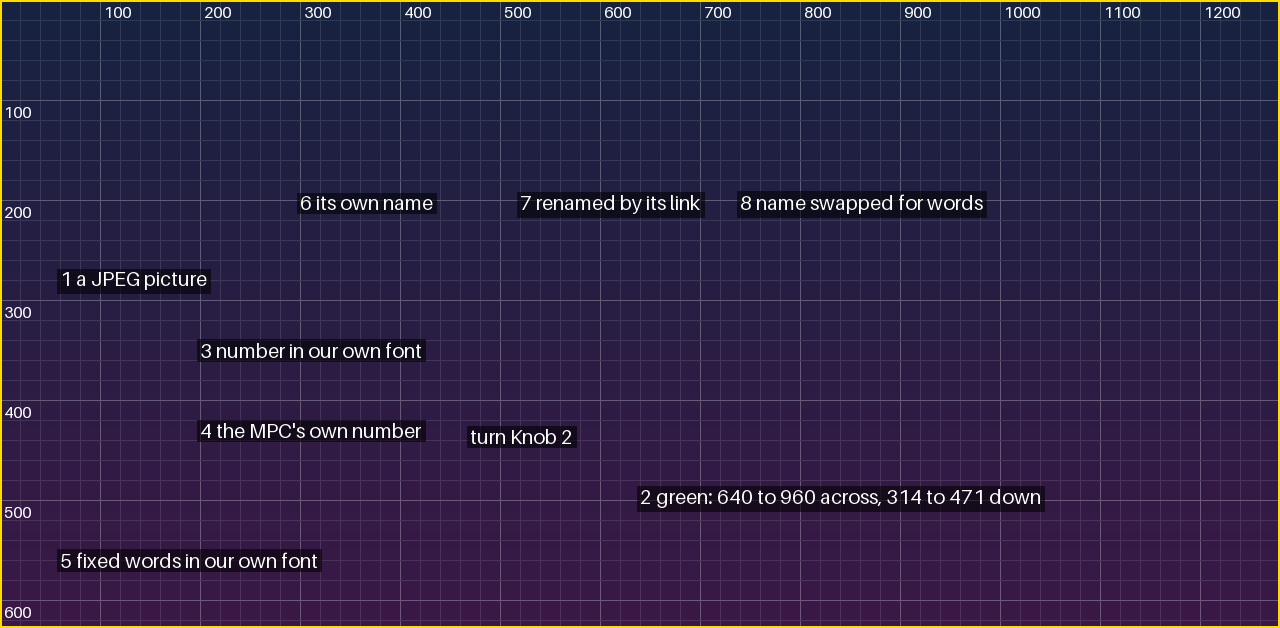 100 200 300 400 500 600 700 800 900 1000 1100 1200
100
6 its own name
7 renamed by its link
8 name swapped for words
200
1 a JPEG picture
300
3 number in our own font
400
4 the MPC's own number
turn Knob 2
2 green: 640 to 960 across, 314 to 471 down
500
5 fixed words in our own font
600